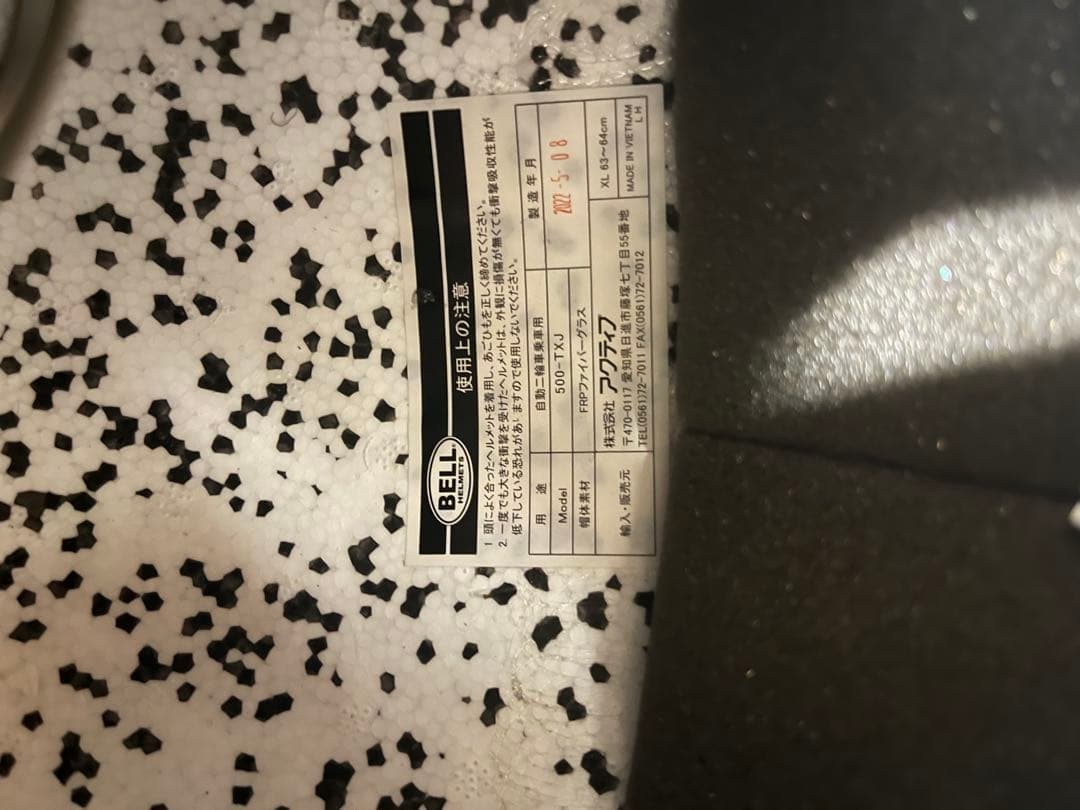 BELL
HELMETS
使用上の注意
1 頭によく合ったヘルメットを着用し、あごひもを正しく締めてください。
2. 一度でも大きな衝撃を受けたヘルメットは、外観に損傷が無くても衝撃吸収性能が
低下している恐れがありますので使用しないでください。
用 途 自動二輪車乗車用 製造年月
Model 500-TXJ 2022-5-08
帽体素材 FRPファイバーグラス XL 63～64cm
輸入・販売元 株式会社 アクティブ MADE IN VIETNAM
〒470-0117 愛知県日進市藤塚七丁目55番地 LH
TEL(0561)72-7011 FAX(0561)72-7012